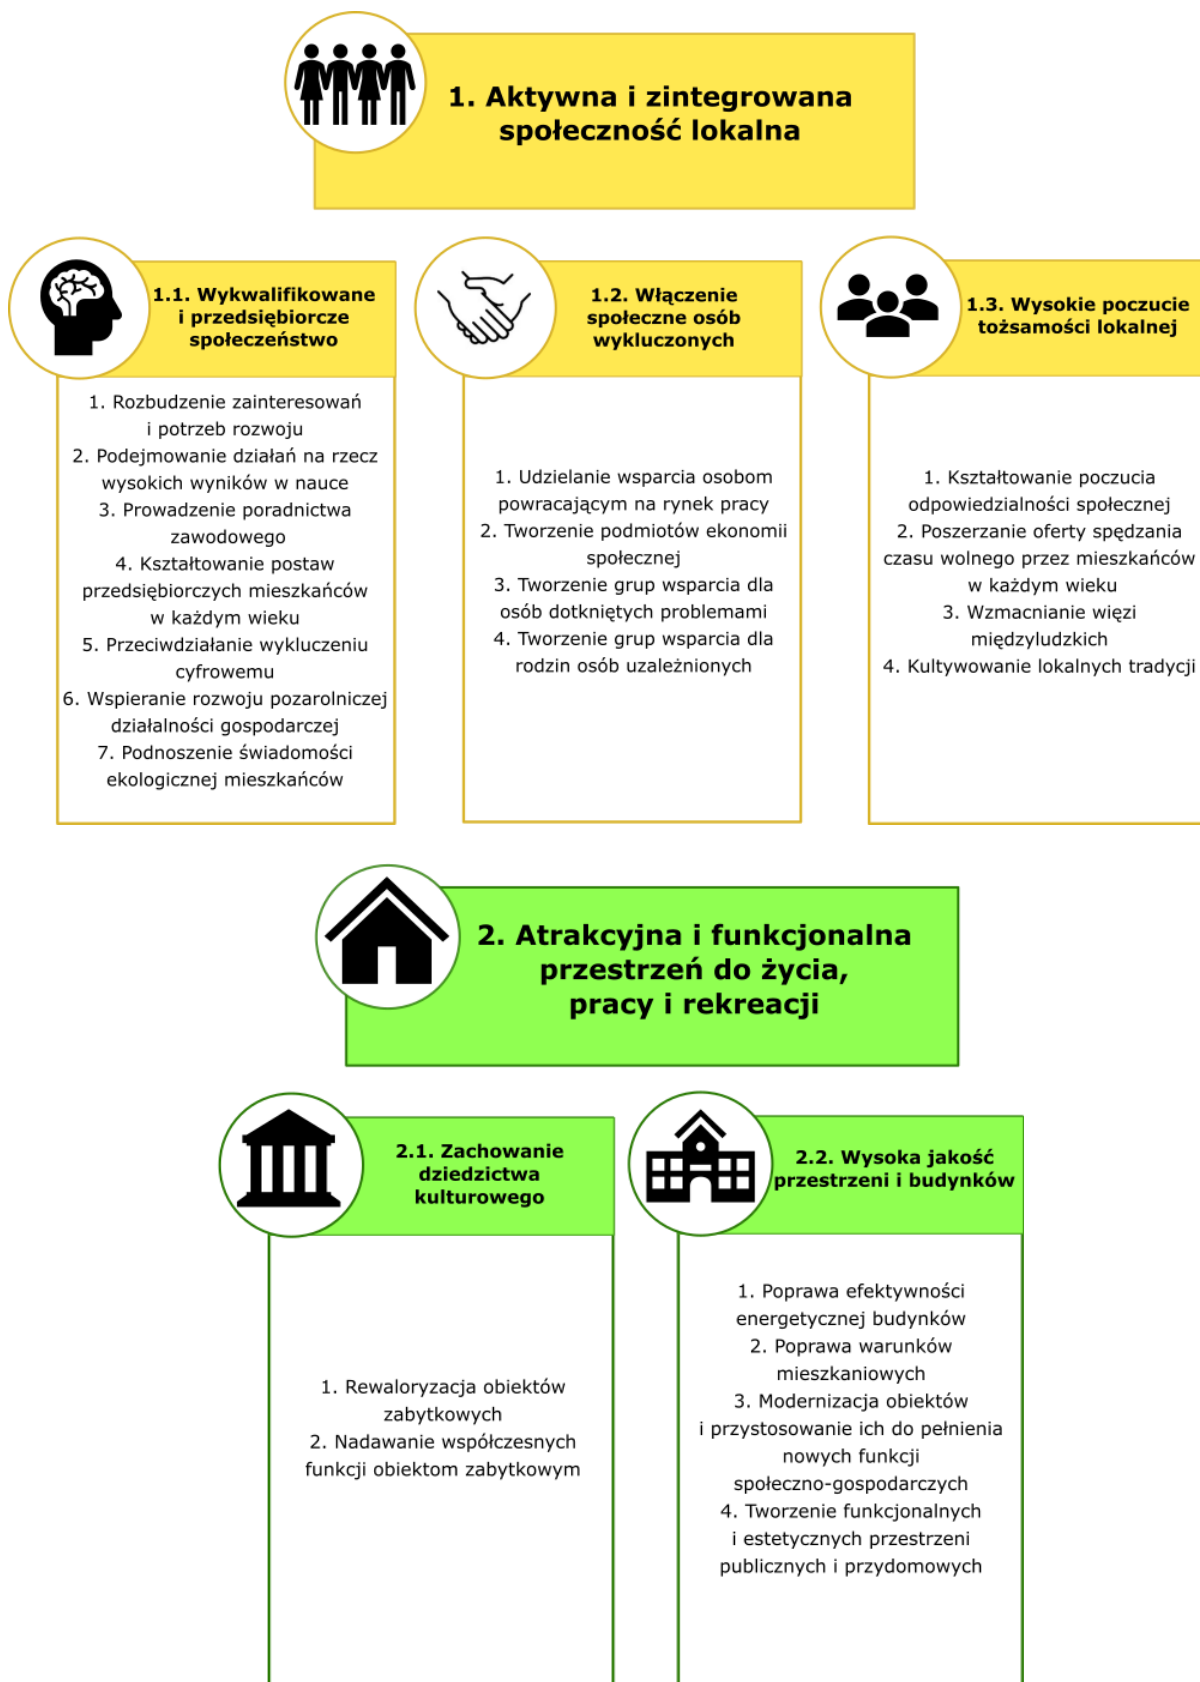 1. Aktywna i zintegrowana
społeczność lokalna
1.1. Wykwalifikowane
i przedsiębiorcze
społeczeństwo
1. Rozbudzenie zainteresowań
i potrzeb rozwoju
2. Podejmowanie działań na rzecz
wysokich wyników w nauce
3. Prowadzenie poradnictwa
zawodowego
4. Kształtowanie postaw
przedsiębiorczych mieszkańców
w każdym wieku
5. Przeciwdziałanie wykluczeniu
cyfrowemu
6. Wspieranie rozwoju pozarolniczej
działalności gospodarczej
7. Podnoszenie świadomości
ekologicznej mieszkańców
1.2. Włączenie
społeczne osób
wykluczonych
1. Udzielanie wsparcia osobom
powracającym na rynek pracy
2. Tworzenie podmiotów ekonomii
społecznej
3. Tworzenie grup wsparcia dla
osób dotkniętych problemami
4. Tworzenie grup wsparcia dla
rodzin osób uzależnionych
1.3. Wysokie poczucie
tożsamości lokalnej
1. Kształtowanie poczucia
odpowiedzialności społecznej
2. Poszerzanie oferty spędzania
czasu wolnego przez mieszkańców
w każdym wieku
3. Wzmacnianie więzi
międzyludzkich
4. Kultywowanie lokalnych tradycji
2. Atrakcyjna i funkcjonalna
przestrzeń do życia,
pracy i rekreacji
2.1. Zachowanie
dziedzictwa
kulturowego
1. Rewaloryzacja obiektów
zabytkowych
2. Nadawanie współczesnych
funkcji obiektom zabytkowym
2.2. Wysoka jakość
przestrzeni i budynków
1. Poprawa efektywności
energetycznej budynków
2. Poprawa warunków
mieszkaniowych
3. Modernizacja obiektów
i przystosowanie ich do pełnienia
nowych funkcji
społeczno-gospodarczych
4. Tworzenie funkcjonalnych
i estetycznych przestrzeni
publicznych i przydomowych